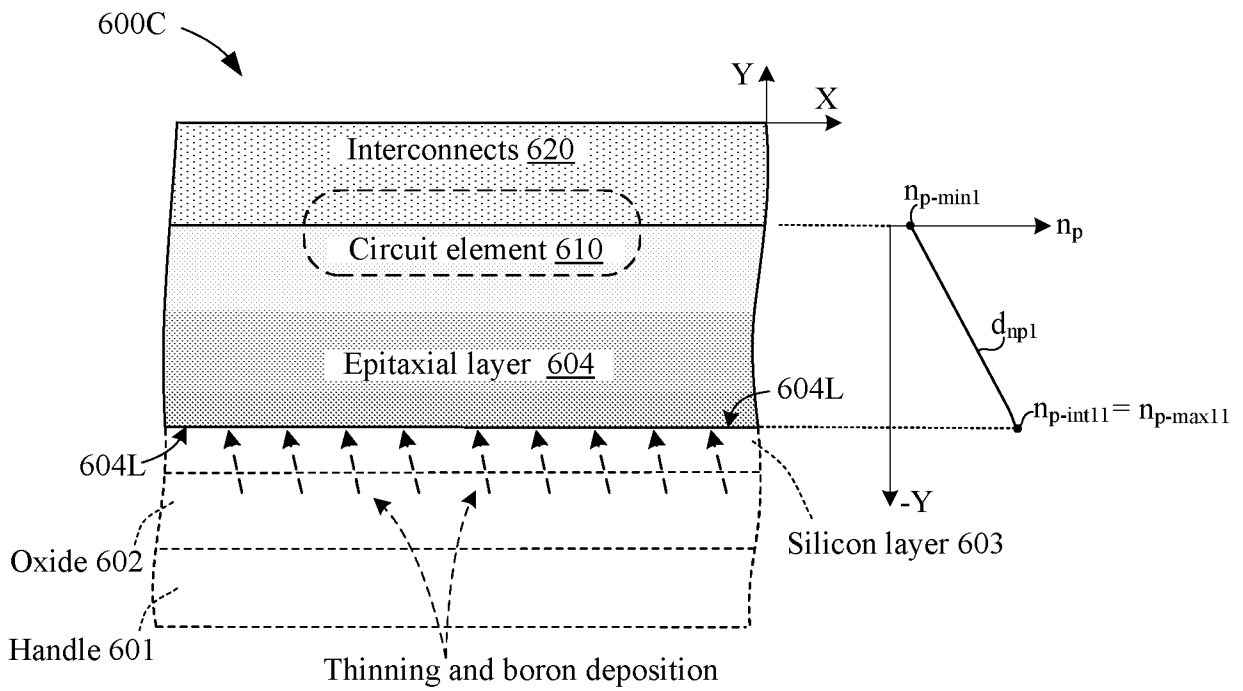 600C
Y
X
Interconnects 620
n_p-min1
n_p
Circuit element 610
d_np1
Epitaxial layer 604
604L
n_p-int11 = n_p-max11
604L
-Y
Oxide 602
Silicon layer 603
Handle 601
Thinning and boron deposition